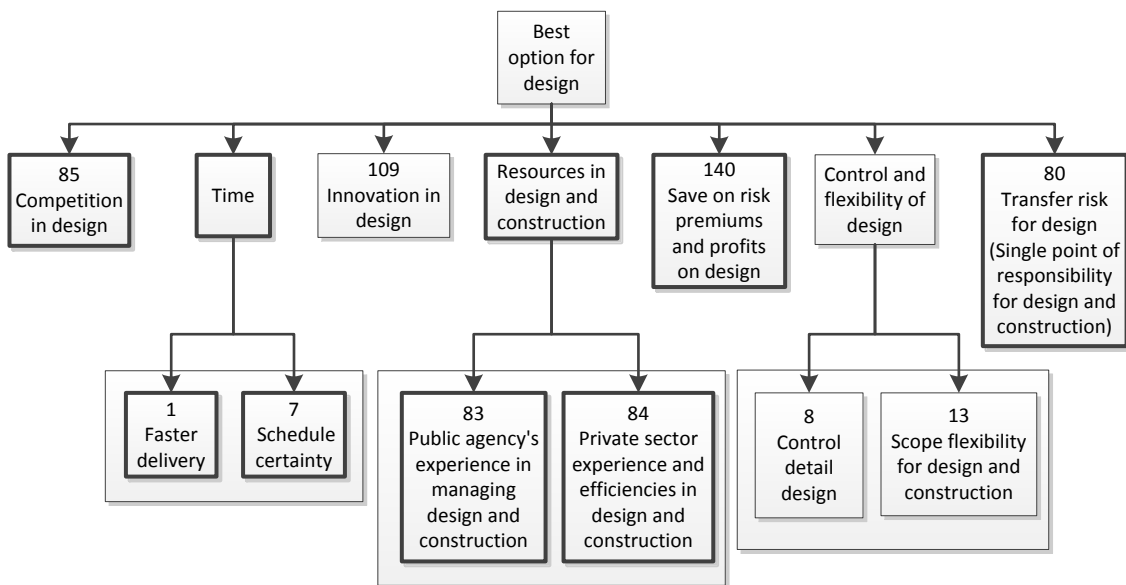 Best
option for
design
85
Competition
in design
Time
109
Innovation in
design
Resources in
design and
construction
140
Save on risk
premiums
and profits
on design
Control and
flexibility of
design
80
Transfer risk
for design
(Single point of
responsibility
for design and
construction)
1
Faster
delivery
7
Schedule
certainty
83
Public agency's
experience in
managing
design and
construction
84
Private sector
experience and
efficiencies in
design and
construction
8
Control
detail
design
13
Scope flexibility
for design and
construction